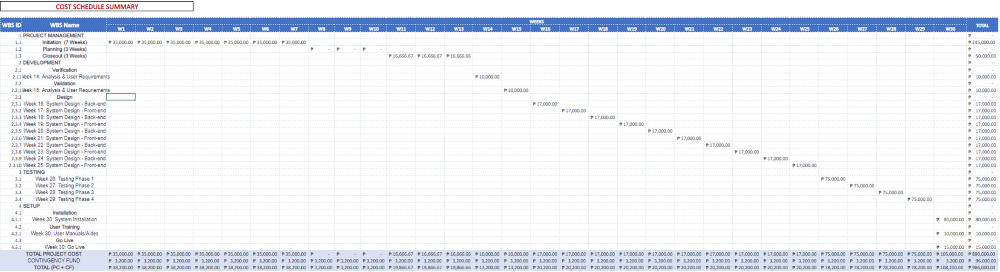 COST SCHEDULE SUMMARY
WBS ID WBS Name WEEKS TOTAL
W1 W2 W3 W4 W5 W6 W7 W8 W9 W10 W11 W12 W13 W14 W15 W16 W17 W18 W19 W20 W21 W22 W23 W24 W25 W26 W27 W28 W29 W30
1 PROJECT MANAGEMENT ₱ -
1.1 Initiation (7 Weeks) ₱ 35,000.00 ₱ 35,000.00 ₱ 35,000.00 ₱ 35,000.00 ₱ 35,000.00 ₱ 35,000.00 ₱ 35,000.00 ₱ 245,000.00
1.2 Planning (3 Weeks) ₱ - ₱ - ₱ - ₱ -
1.3 Closeout (3 Weeks) ₱ 16,666.67 ₱ 16,666.67 ₱ 16,666.66 ₱ 50,000.00
2 DEVELOPMENT ₱ -
2.1 Verification ₱ -
2.11 Week 14: Analysis & User Requirements ₱ 10,000.00 ₱ 10,000.00
2.2 Validation ₱ -
2.2.1 Week 15: Analysis & User Requriements ₱ 10,000.00 ₱ 10,000.00
2.3 Design ₱ -
2.3.1 Week 16: System Design - Back-end ₱ 17,000.00 ₱ 17,000.00
2.3.2 Week 17: System Design - Front-end ₱ 17,000.00 ₱ 17,000.00
2.3.3 Week 18: System Design - Back-end ₱ 17,000.00 ₱ 17,000.00
2.3.4 Week 19: System Design - Front-end ₱ 17,000.00 ₱ 17,000.00
2.3.5 Week 20: System Design - Back-end ₱ 17,000.00 ₱ 17,000.00
2.3.6 Week 21: System Design - Front-end ₱ 17,000.00 ₱ 17,000.00
2.3.7 Week 22: System Design - Back-end ₱ 17,000.00 ₱ 17,000.00
2.3.8 Week 23: System Design - Front-end ₱ 17,000.00 ₱ 17,000.00
2.3.9 Week 24: System Design - Back-end ₱ 17,000.00 ₱ 17,000.00
2.3.10 Week 25: System Design - Front-end ₱ 17,000.00 ₱ 17,000.00
3 TESTING ₱ -
3.1 Week 26: Testing Phase 1 ₱ 75,000.00 ₱ 75,000.00
3.2 Week 27: Testing Phase 2 ₱ 75,000.00 ₱ 75,000.00
3.3 Week 28: Testing Phase 3 ₱ 75,000.00 ₱ 75,000.00
3.4 Week 29: Testing Phase 4 ₱ 75,000.00 ₱ 75,000.00
4 SETUP ₱ -
4.1 Installation ₱ -
4.1.1 Week 30: System Installation ₱ 80,000.00 ₱ 80,000.00
4.2 User Training ₱ -
4.2.1 Week 30: User Manuals/Aides ₱ 10,000.00 ₱ 10,000.00
4.3 Go Live ₱ -
4.3.1 Week 30: Go Live ₱ 15,000.00 ₱ 15,000.00
TOTAL PROJECT COST ₱ 35,000.00 ₱ 35,000.00 ₱ 35,000.00 ₱ 35,000.00 ₱ 35,000.00 ₱ 35,000.00 ₱ 35,000.00 ₱ - ₱ - ₱ - ₱ 16,666.67 ₱ 16,666.67 ₱ 16,666.66 ₱ 10,000.00 ₱ 10,000.00 ₱ 17,000.00 ₱ 17,000.00 ₱ 17,000.00 ₱ 17,000.00 ₱ 17,000.00 ₱ 17,000.00 ₱ 17,000.00 ₱ 17,000.00 ₱ 17,000.00 ₱ 17,000.00 ₱ 75,000.00 ₱ 75,000.00 ₱ 75,000.00 ₱ 75,000.00 ₱ 105,000.00 ₱ 890,000.00
CONTINGENCY FUND ₱ 3,200.00 ₱ 3,200.00 ₱ 3,200.00 ₱ 3,200.00 ₱ 3,200.00 ₱ 3,200.00 ₱ 3,200.00 ₱ 3,200.00 ₱ 3,200.00 ₱ 3,200.00 ₱ 3,200.00 ₱ 3,200.00 ₱ 3,200.00 ₱ 3,200.00 ₱ 3,200.00 ₱ 3,200.00 ₱ 3,200.00 ₱ 3,200.00 ₱ 3,200.00 ₱ 3,200.00 ₱ 3,200.00 ₱ 3,200.00 ₱ 3,200.00 ₱ 3,200.00 ₱ 3,200.00 ₱ 3,200.00 ₱ 3,200.00 ₱ 3,200.00 ₱ 3,200.00 ₱ 3,200.00 ₱ 96,000.00
TOTAL (PC + CF) ₱ 38,200.00 ₱ 38,200.00 ₱ 38,200.00 ₱ 38,200.00 ₱ 38,200.00 ₱ 38,200.00 ₱ 38,200.00 ₱ 3,200.00 ₱ 3,200.00 ₱ 3,200.00 ₱ 19,866.67 ₱ 19,866.67 ₱ 19,866.66 ₱ 13,200.00 ₱ 13,200.00 ₱ 20,200.00 ₱ 20,200.00 ₱ 20,200.00 ₱ 20,200.00 ₱ 20,200.00 ₱ 20,200.00 ₱ 20,200.00 ₱ 20,200.00 ₱ 20,200.00 ₱ 20,200.00 ₱ 78,200.00 ₱ 78,200.00 ₱ 78,200.00 ₱ 78,200.00 ₱ 108,200.00 ₱ 986,000.00